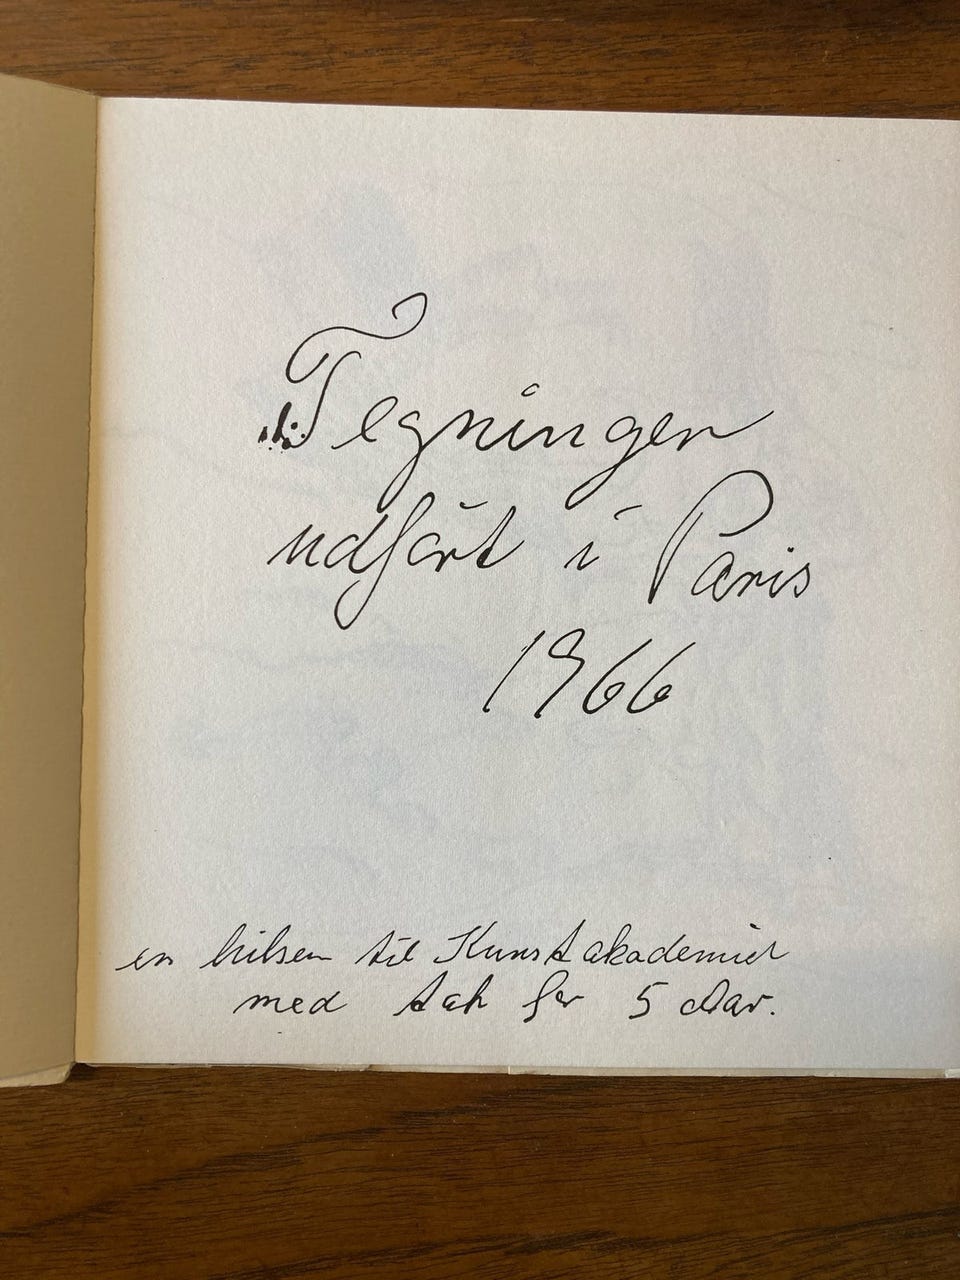 Tegninger
udført i Paris
1966
en hilsen til Kunstakademiet
med tak for 5 Aar.